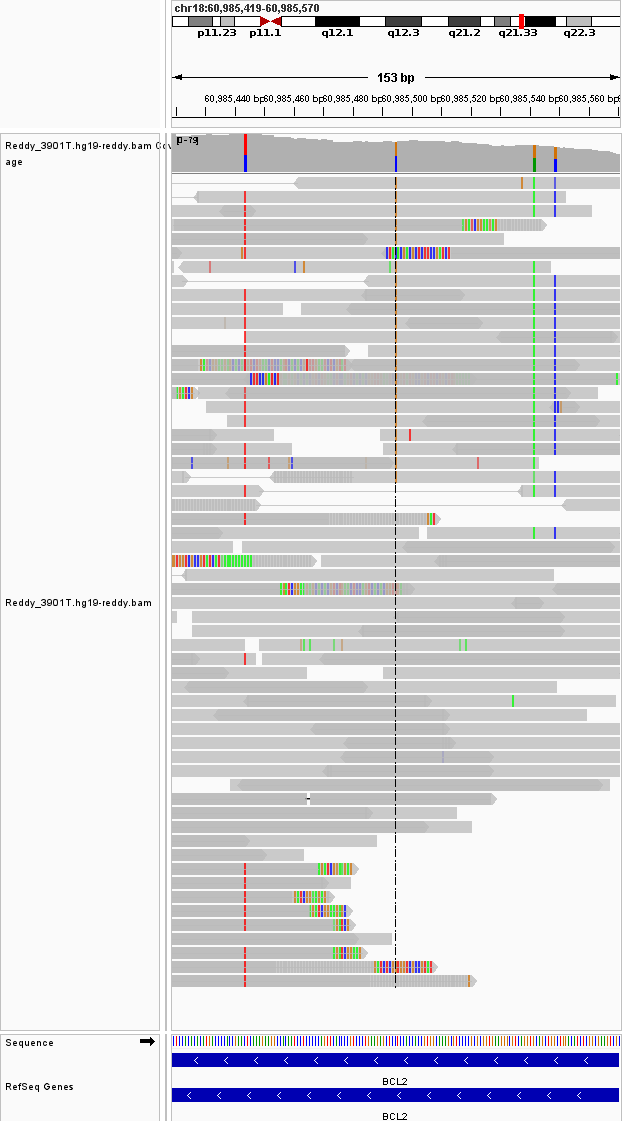 chr18:60,985,419-60,985,570
p11.23 p11.1 q12.1 q12.3 q21.2 q21.33 q22.3
153 bp
60,985,440 bp 60,985,460 bp 60,985,480 bp 60,985,500 bp 60,985,520 bp 60,985,540 bp 60,985,560 bp
[0-79]
Reddy_3901T.hg19-reddy.bam Cov
age
Reddy_3901T.hg19-reddy.bam
Sequence
BCL2
RefSeq Genes
BCL2